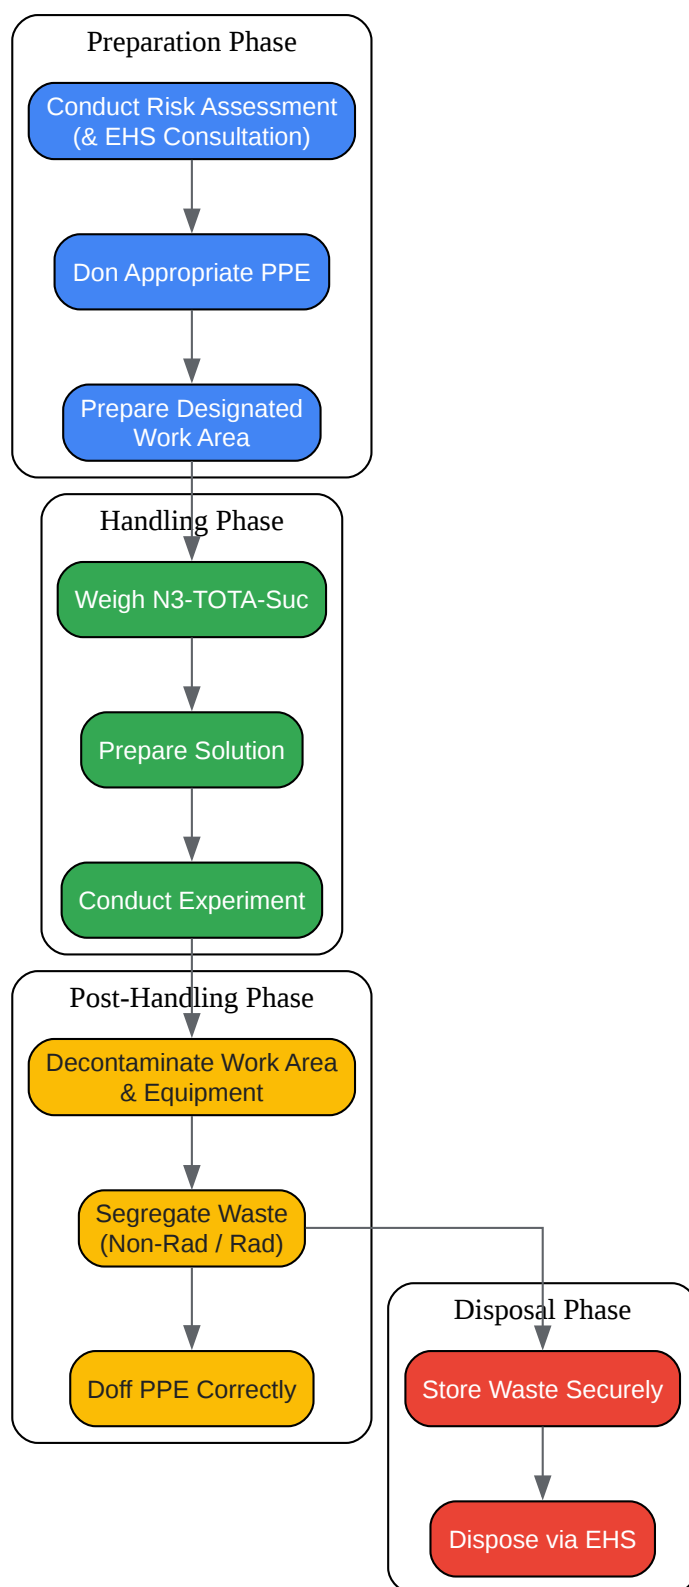 Preparation Phase
Conduct Risk Assessment
(& EHS Consultation)
Don Appropriate PPE
Prepare Designated
Work Area
Handling Phase
Weigh N3-TOTA-Suc
Prepare Solution
Conduct Experiment
Post-Handling Phase
Decontaminate Work Area
& Equipment
Segregate Waste
(Non-Rad / Rad)
Doff PPE Correctly
Disposal Phase
Store Waste Securely
Dispose via EHS